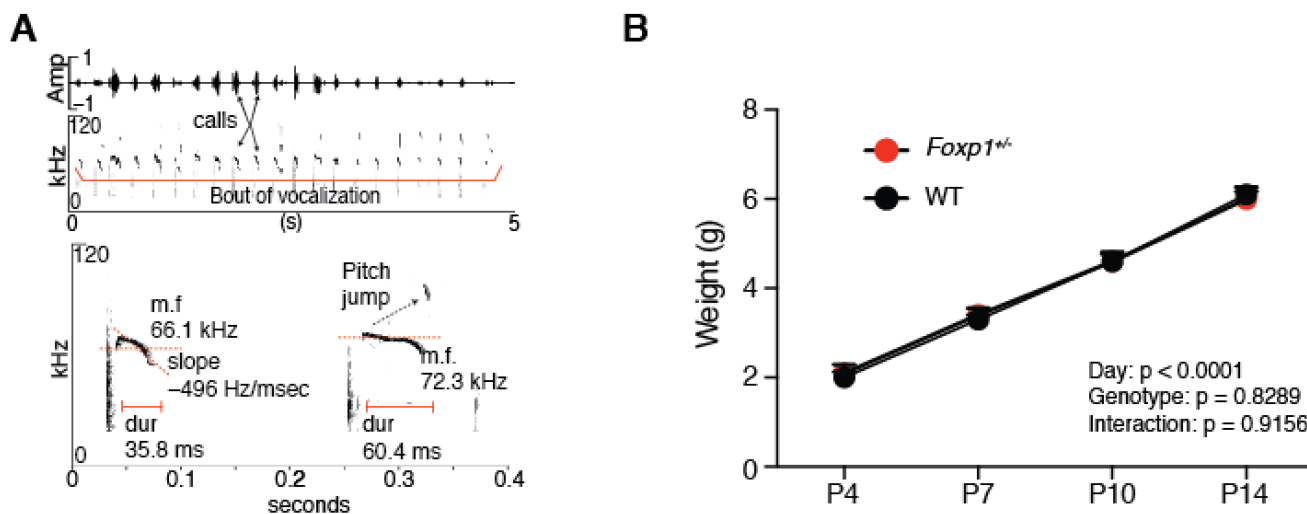 A
Amp
1
−1
calls
kHz
120
0
Bout of vocalization
0
(s)
5
kHz
120
0
m.f
66.1 kHz
slope
−496 Hz/msec
dur
35.8 ms
Pitch
jump
m.f.
72.3 kHz
dur
60.4 ms
0
0.1
0.2
0.3
0.4
seconds
B
Weight (g)
8
6
4
2
0
Foxp1+/-
WT
Day: p < 0.0001
Genotype: p = 0.8289
Interaction: p = 0.9156
P4
P7
P10
P14